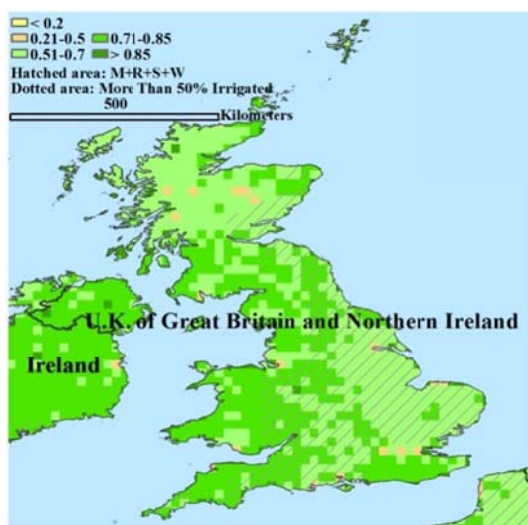 < 0.2
0.21-0.5 0.71-0.85
0.51-0.7 > 0.85
Hatched area: M+R+S+W
Dotted area: More Than 50% Irrigated
500
Kilometers
U.K. of Great Britain and Northern Ireland
Ireland